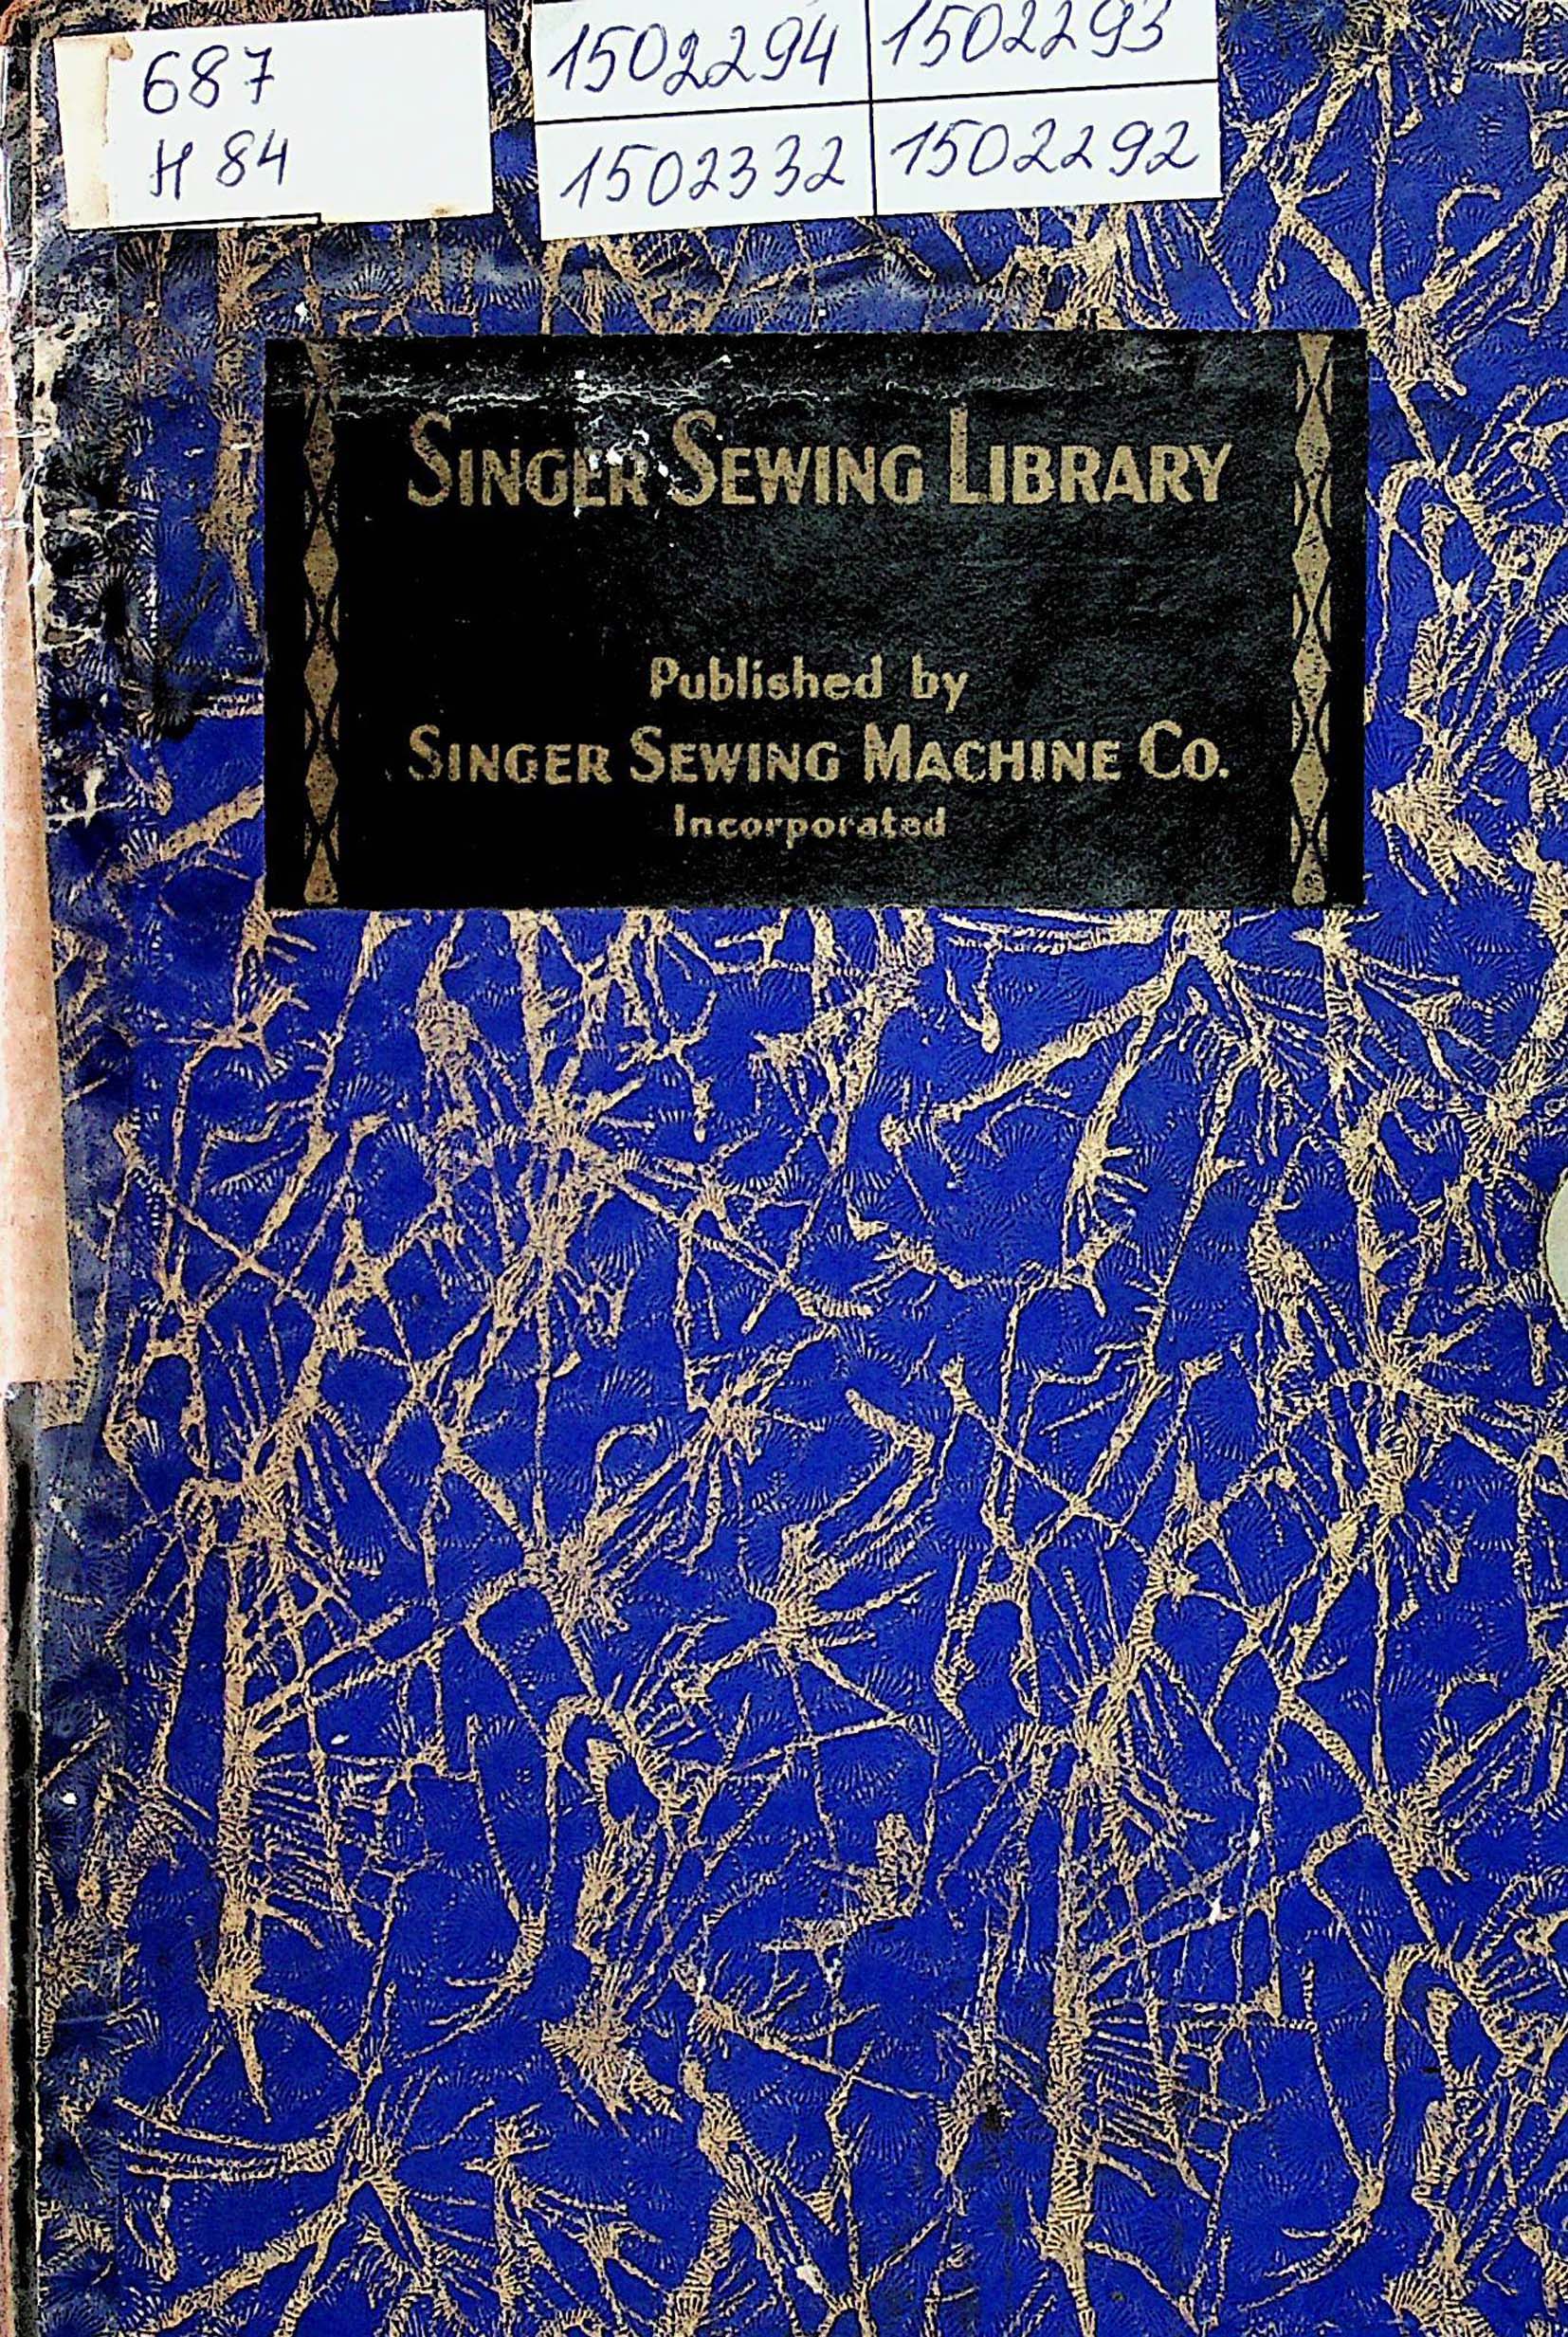 687
H 84
1502294 1502293
1502332 1502292
SINGER SEWING LIBRARY
Published by
SINGER SEWING MACHINE CO.
Incorporated